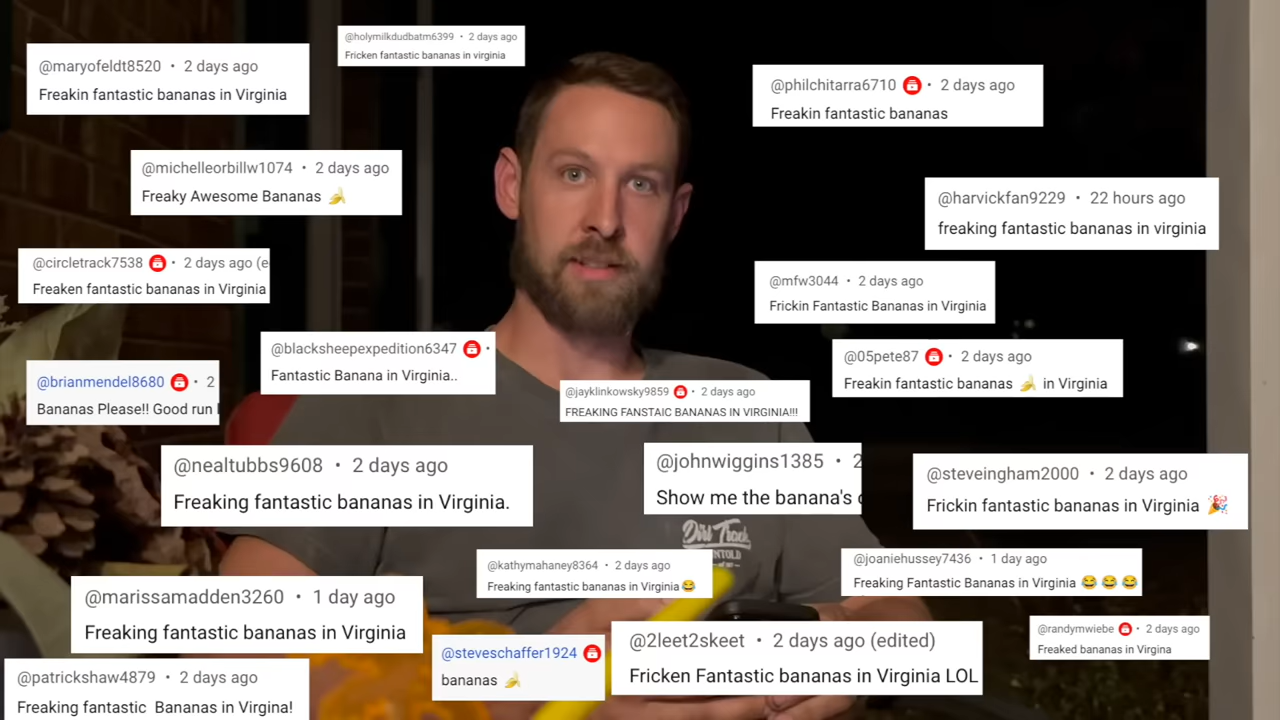 @holymilkdudbatm6399 • 2 days ago
Fricken fantastic bananas in virginia
@maryofeldt8520 • 2 days ago
Freakin fantastic bananas in Virginia
@philchitarra6710 • 2 days ago
Freakin fantastic bananas
@michelleorbillw1074 • 2 days ago
Freaky Awesome Bananas 🍌
@harvickfan9229 • 22 hours ago
freaking fantastic bananas in virginia
@circletrack7538 • 2 days ago (e
Freaken fantastic bananas in Virginia
@mfw3044 • 2 days ago
Frickin Fantastic Bananas in Virginia
@blacksheepexpedition6347 •
Fantastic Banana in Virginia..
@05pete87 • 2 days ago
Freakin fantastic bananas 🍌 in Virginia
@brianmendel8680 • 2
Bananas Please!! Good run
@jayklinkowsky9859 • 2 days ago
FREAKING FANSTAIC BANANAS IN VIRGINIA!!!
@nealtubbs9608 • 2 days ago
Freaking fantastic bananas in Virginia.
@johnwiggins1385 • 2
Show me the banana's
@steveingham2000 • 2 days ago
Frickin fantastic bananas in Virginia 🎉
Dirt Track
UNTOLD
@kathymahaney8364 • 2 days ago
Freaking fantastic bananas in Virginia 😂
@joaniehussey7436 • 1 day ago
Freaking Fantastic Bananas in Virginia 😂 😂 😂
@marissamadden3260 • 1 day ago
Freaking fantastic bananas in Virginia
@steveschaffer1924
bananas 🍌
@2leet2skeet • 2 days ago (edited)
Fricken Fantastic bananas in Virginia LOL
@randymwiebe • 2 days ago
Freaked bananas in Virgina
@patrickshaw4879 • 2 days ago
Freaking fantastic Bananas in Virgina!